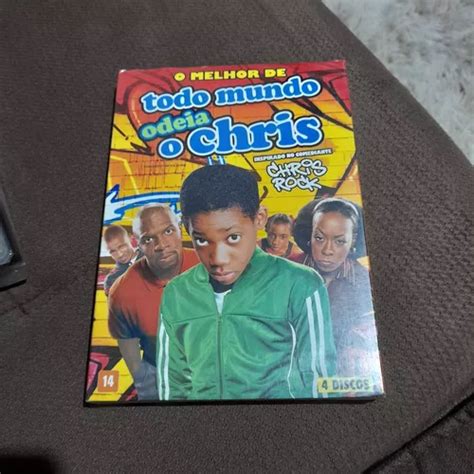 O MELHOR DE
todo mundo
odeia
o chris
INSPIRADO NO COMEDIANTE
CHRIS
ROCK
14
4 DISCOS